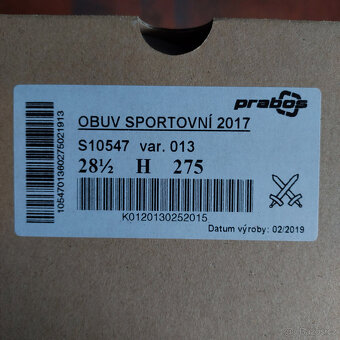 prabos
OBUV SPORTOVNÍ 2017
S10547 var. 013
28½ H 275
K0120130252015
Datum výroby: 02/2019
1054701360275021913